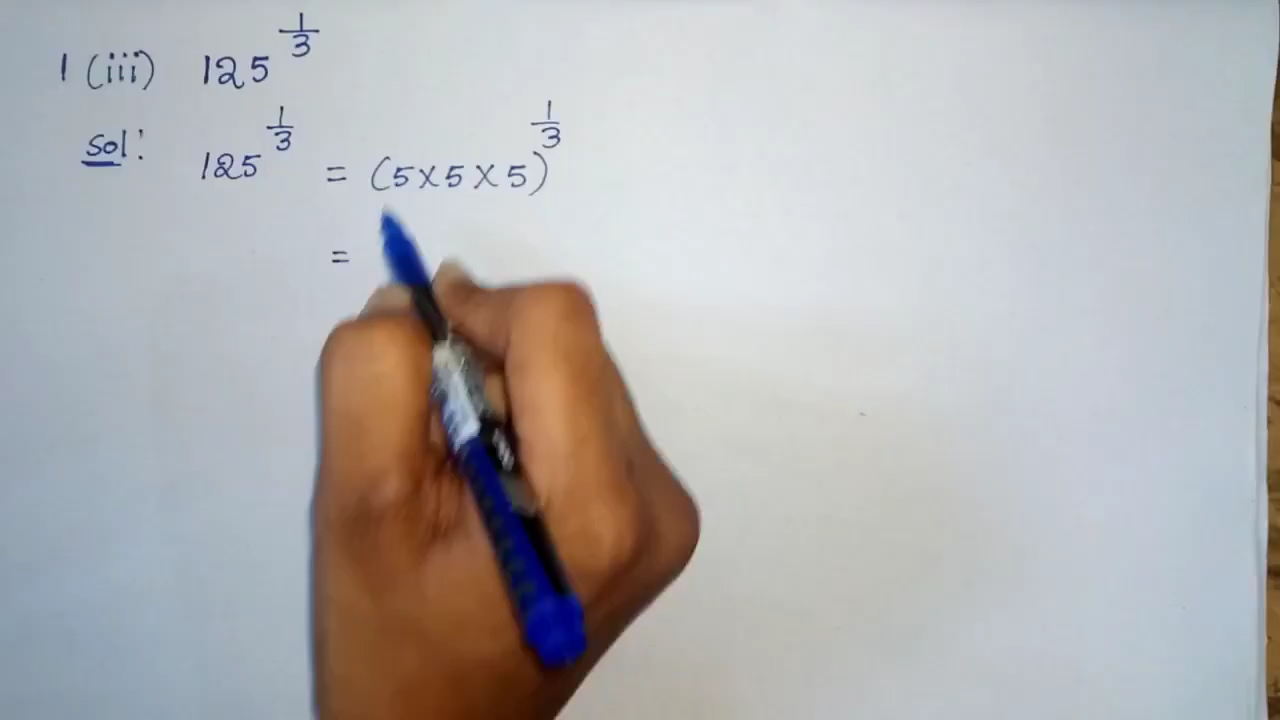 1 (iii) 125^(1/3)
Sol: 125^(1/3) = (5×5×5)^(1/3)
=